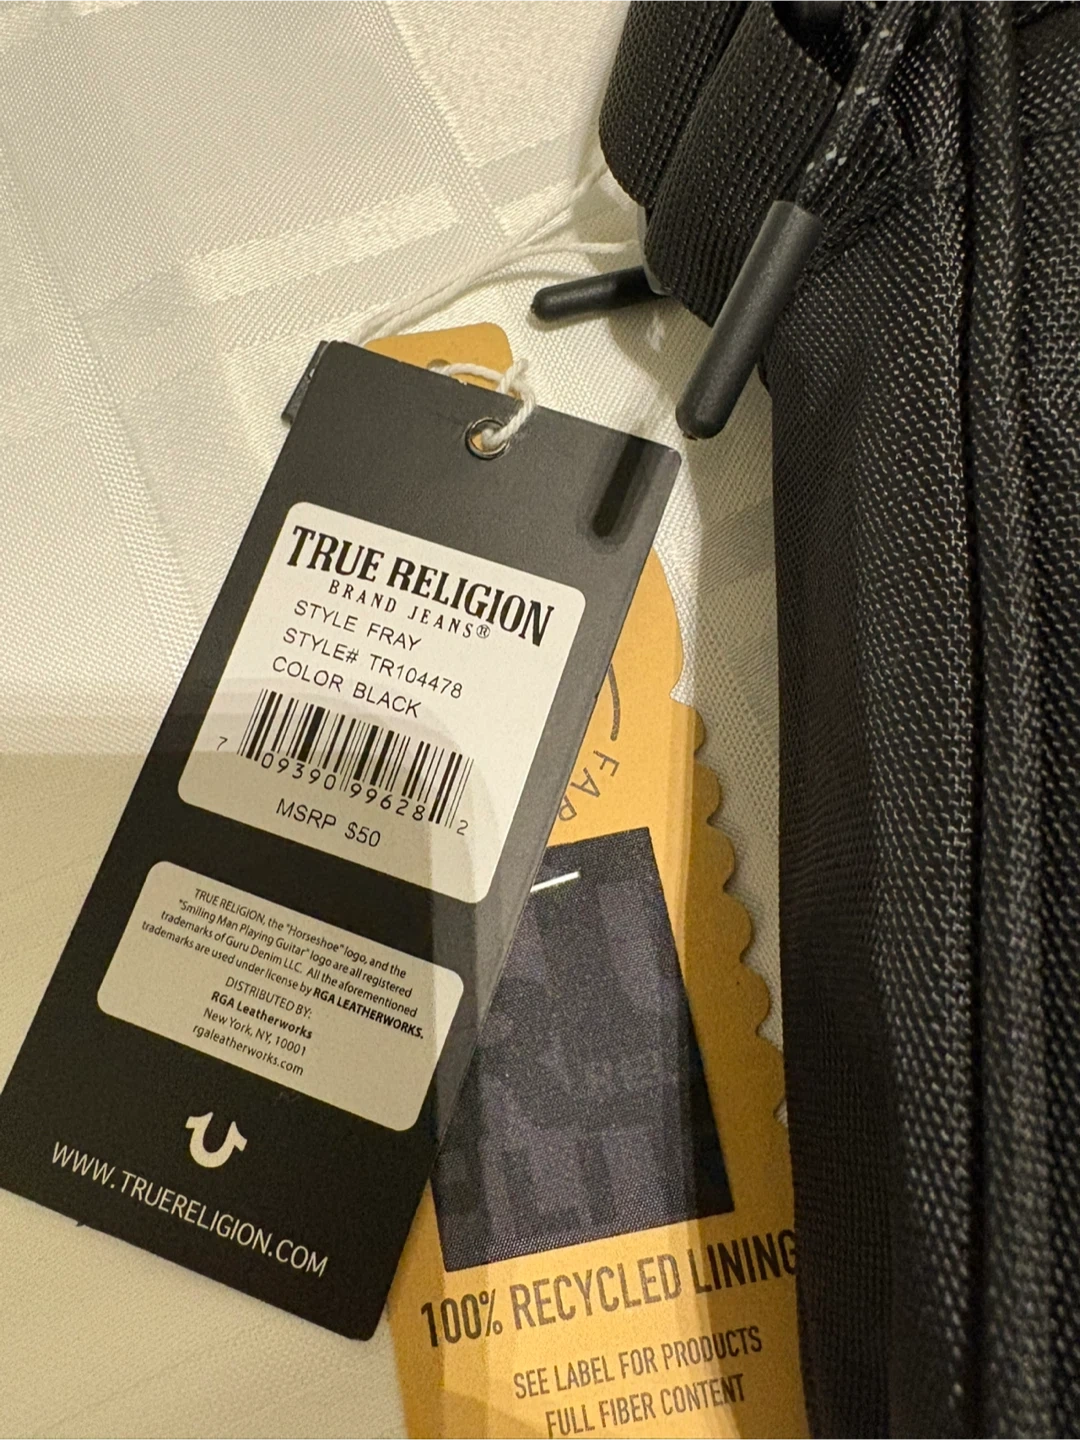 TRUE RELIGION
BRAND JEANS®
STYLE FRAY
STYLE# TR104478
COLOR BLACK
7 09390 99628 2
MSRP $50
TRUE RELIGION, the "Horseshoe" logo, and the
"Smiling Man Playing Guitar" logo are all registered
trademarks of Guru Denim LLC. All the aforementioned
trademarks are used under license by RGA LEATHERWORKS.
DISTRIBUTED BY:
RGA Leatherworks
New York, NY, 10001
rgaleatherworks.com
WWW.TRUERELIGION.COM
100% RECYCLED LINING
SEE LABEL FOR PRODUCTS
FULL FIBER CONTENT